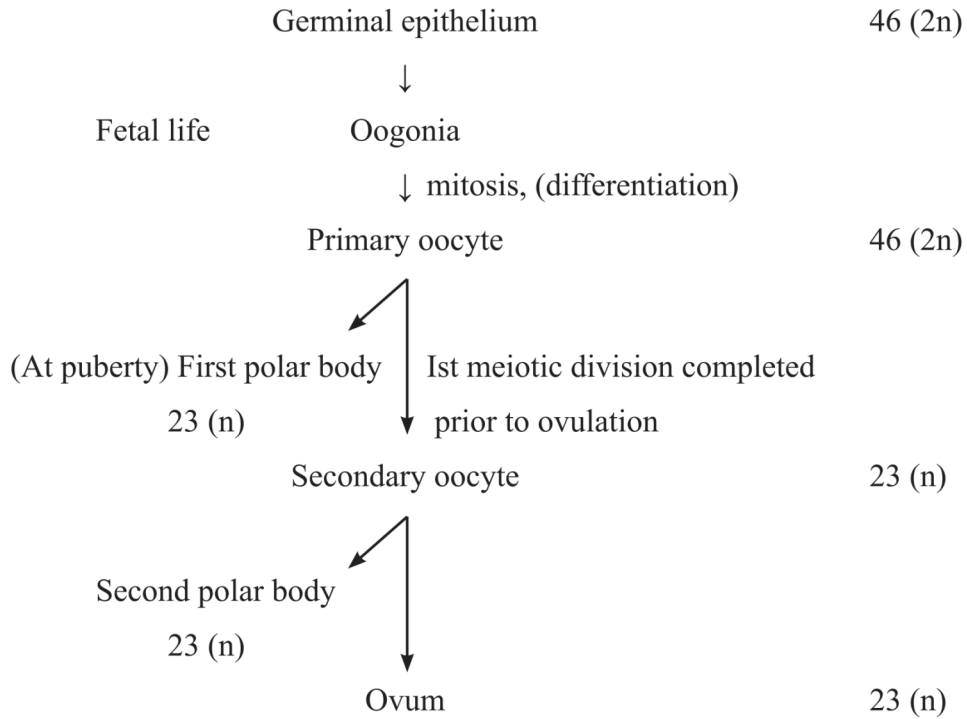 Germinal epithelium 46 (2n)
↓
Fetal life Oogonia
↓ mitosis, (differentiation)
Primary oocyte 46 (2n)
(At puberty) First polar body Ist meiotic division completed
23 (n) prior to ovulation
Secondary oocyte 23 (n)
Second polar body
23 (n)
Ovum 23 (n)